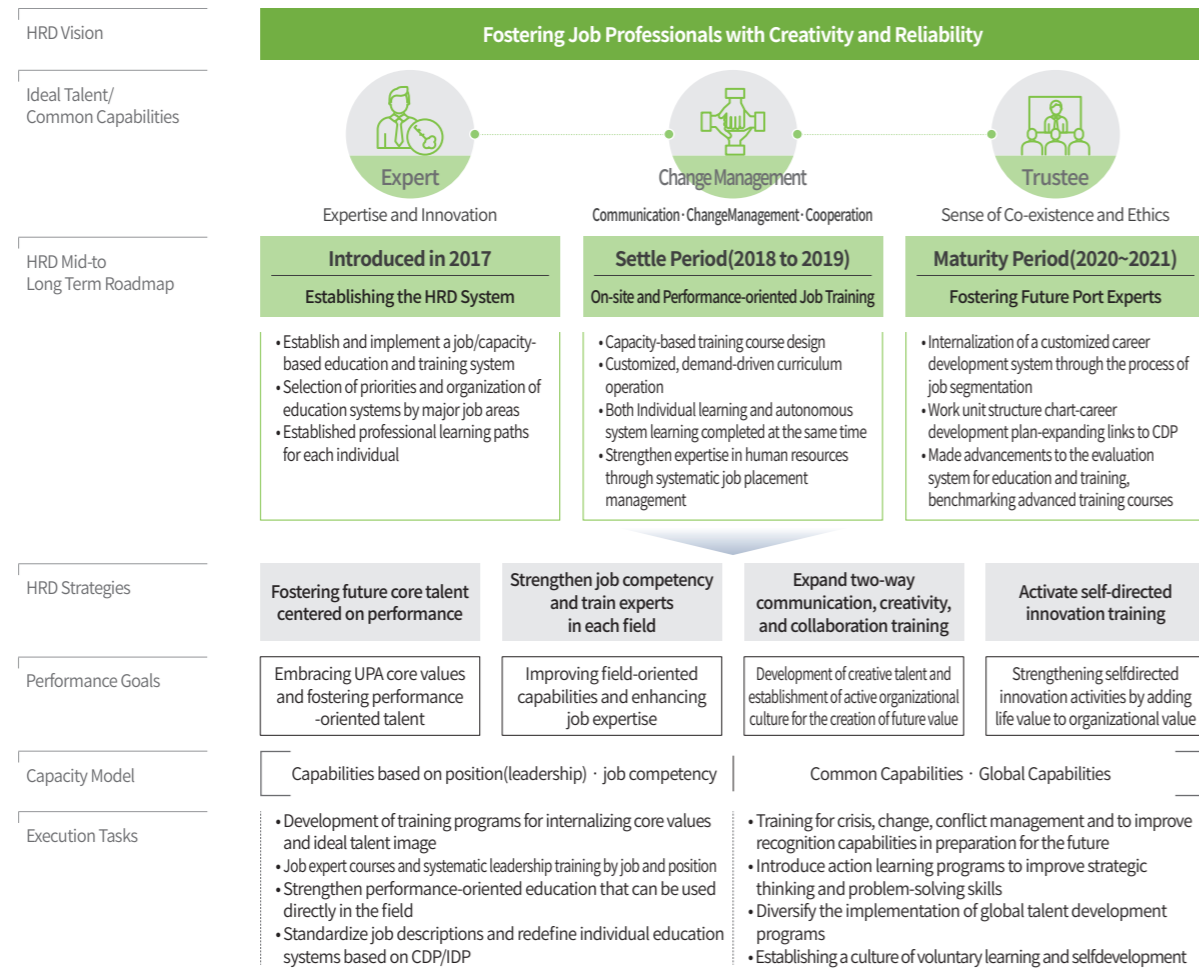 HRD Vision
Fostering Job Professionals with Creativity and Reliability
Ideal Talent/
Common Capabilities
Expert
Expertise and Innovation
Change Management
Communication · ChangeManagement · Cooperation
Trustee
Sense of Co-existence and Ethics
HRD Mid-to
Long Term Roadmap
Introduced in 2017
Establishing the HRD System
• Establish and implement a job/capacity-
based education and training system
• Selection of priorities and organization of
education systems by major job areas
• Established professional learning paths
for each individual
Settle Period(2018 to 2019)
On-site and Performance-oriented Job Training
• Capacity-based training course design
• Customized, demand-driven curriculum
operation
• Both Individual learning and autonomous
system learning completed at the same time
• Strengthen expertise in human resources
through systematic job placement
management
Maturity Period(2020~2021)
Fostering Future Port Experts
• Internalization of a customized career
development system through the process of
job segmentation
• Work unit structure chart-career
development plan-expanding links to CDP
• Made advancements to the evaluation
system for education and training,
benchmarking advanced training courses
HRD Strategies
Fostering future core talent
centered on performance
Strengthen job competency
and train experts
in each field
Expand two-way
communication, creativity,
and collaboration training
Activate self-directed
innovation training
Performance Goals
Embracing UPA core values
and fostering performance
-oriented talent
Improving field-oriented
capabilities and enhancing
job expertise
Development of creative talent and
establishment of active organizational
culture for the creation of future value
Strengthening selfdirected
innovation activities by adding
life value to organizational value
Capacity Model
Capabilities based on position(leadership) · job competency
Common Capabilities · Global Capabilities
Execution Tasks
• Development of training programs for internalizing core values
and ideal talent image
• Job expert courses and systematic leadership training by job and position
• Strengthen performance-oriented education that can be used
directly in the field
• Standardize job descriptions and redefine individual education
systems based on CDP/IDP
• Training for crisis, change, conflict management and to improve
recognition capabilities in preparation for the future
• Introduce action learning programs to improve strategic
thinking and problem-solving skills
• Diversify the implementation of global talent development
programs
• Establishing a culture of voluntary learning and selfdevelopment